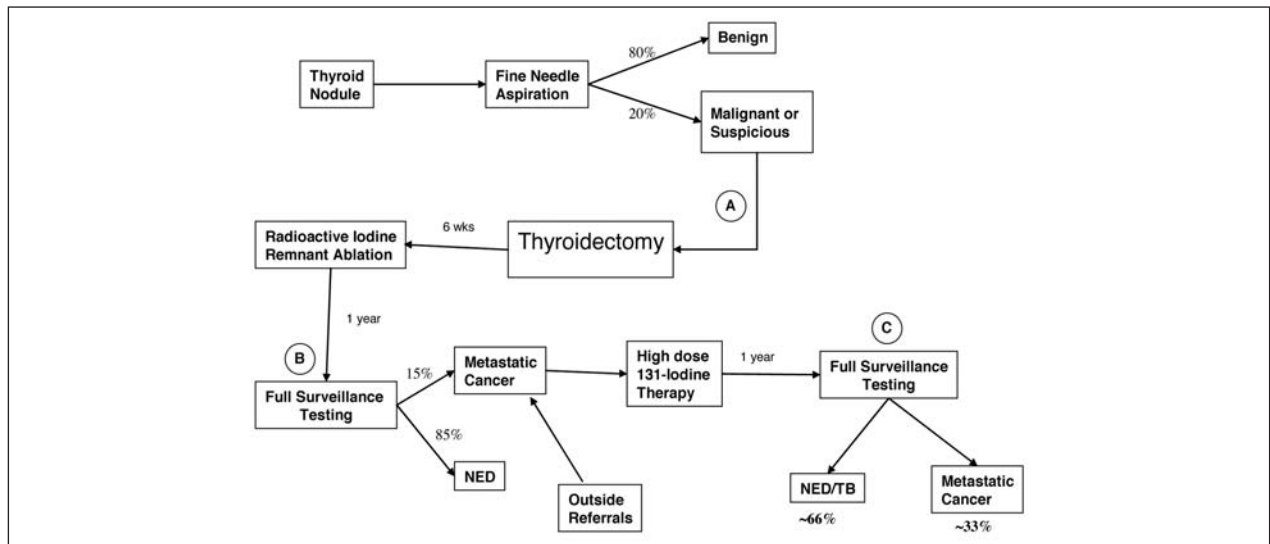 Benign
80%
Thyroid
Nodule
Fine Needle
Aspiration
20%
Malignant or
Suspicious
A
Radioactive Iodine
Remnant Ablation
6 wks
Thyroidectomy
1 year
B
C
Full Surveillance
Testing
15%
85%
Metastatic
Cancer
NED
Outside
Referrals
High dose
131-Iodine
Therapy
1 year
Full Surveillance
Testing
NED/TB
~66%
Metastatic
Cancer
~33%